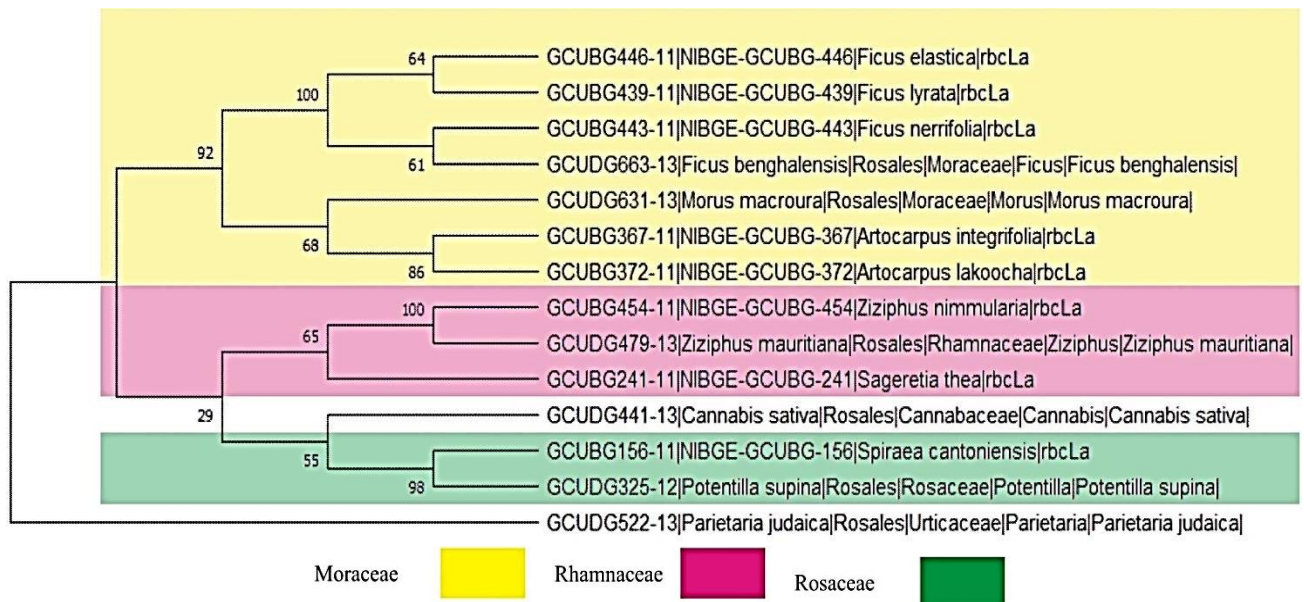 64
GCUBG446-11|NIBGE-GCUBG-446|Ficus elastica|rbcLa
GCUBG439-11|NIBGE-GCUBG-439|Ficus lyrata|rbcLa
100
GCUBG443-11|NIBGE-GCUBG-443|Ficus nerrifolia|rbcLa
92
61
GCUDG663-13|Ficus benghalensis|Rosales|Moraceae|Ficus|Ficus benghalensis|
GCUDG631-13|Morus macroura|Rosales|Moraceae|Morus|Morus macroura|
68
GCUBG367-11|NIBGE-GCUBG-367|Artocarpus integrifolia|rbcLa
86
GCUBG372-11|NIBGE-GCUBG-372|Artocarpus lakoocha|rbcLa
100
GCUBG454-11|NIBGE-GCUBG-454|Ziziphus nimmularia|rbcLa
65
GCUDG479-13|Ziziphus mauritiana|Rosales|Rhamnaceae|Ziziphus|Ziziphus mauritiana|
GCUBG241-11|NIBGE-GCUBG-241|Sageretia thea|rbcLa
29
GCUDG441-13|Cannabis sativa|Rosales|Cannabaceae|Cannabis|Cannabis sativa|
GCUBG156-11|NIBGE-GCUBG-156|Spiraea cantoniensis|rbcLa
55
98
GCUDG325-12|Potentilla supina|Rosales|Rosaceae|Potentilla|Potentilla supina|
GCUDG522-13|Parietaria judaica|Rosales|Urticaceae|Parietaria|Parietaria judaica|
Moraceae
Rhamnaceae
Rosaceae